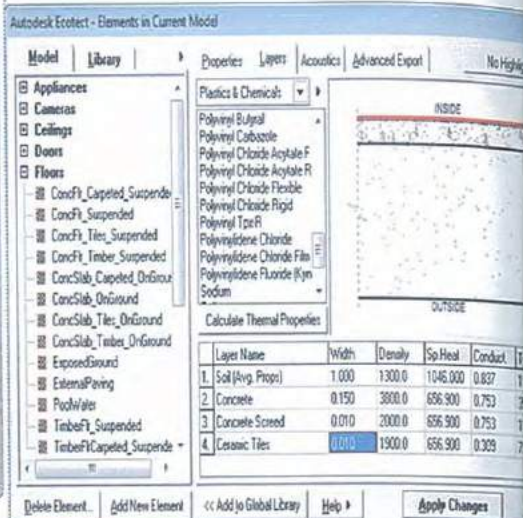 Autodesk Ecotect - Elements in Current Model
Model Library
Properties Layers Acoustics Advanced Export
Appliances
Cameras
Ceilings
Doors
Floors
ConcFlr_Carpeted_Suspende
ConcFlr_Suspended
ConcFlr_Tiles_Suspended
ConcFlr_Timber_Suspended
ConcSlab_Carpeted_OnGrou
ConcSlab_OnGround
ConcSlab_Tiles_OnGround
ConcSlab_Timber_OnGround
ExposedGround
ExternalPaving
PoolWater
TimberFlr_Suspended
TimberFlrCarpeted_Suspende
Plastics & Chemicals
Polyvinyl Butyral
Polyvinyl Carbazole
Polyvinyl Chloride Acytate F
Polyvinyl Chloride Acytate R
Polyvinyl Chloride Flexible
Polyvinyl Chloride Rigid
Polyvinylidene Chloride
Polyvinylidene Chloride Film
Polyvinylidene Fluoride (Kyn
Sodium
Calculate Thermal Properties
INSIDE
OUTSIDE
Layer Name Width Density Sp.Heat Conduct.
1. Soil (Avg. Props) 1.000 1300.0 1046.000 0.837
2. Concrete 0.150 3800.0 656.900 0.753
3. Concrete Screed 0.010 2000.0 656.900 0.753
4. Ceramic Tiles 0.010 1900.0 656.900 0.309
Delete Element... Add New Element << Add to Global Library Help Apply Changes